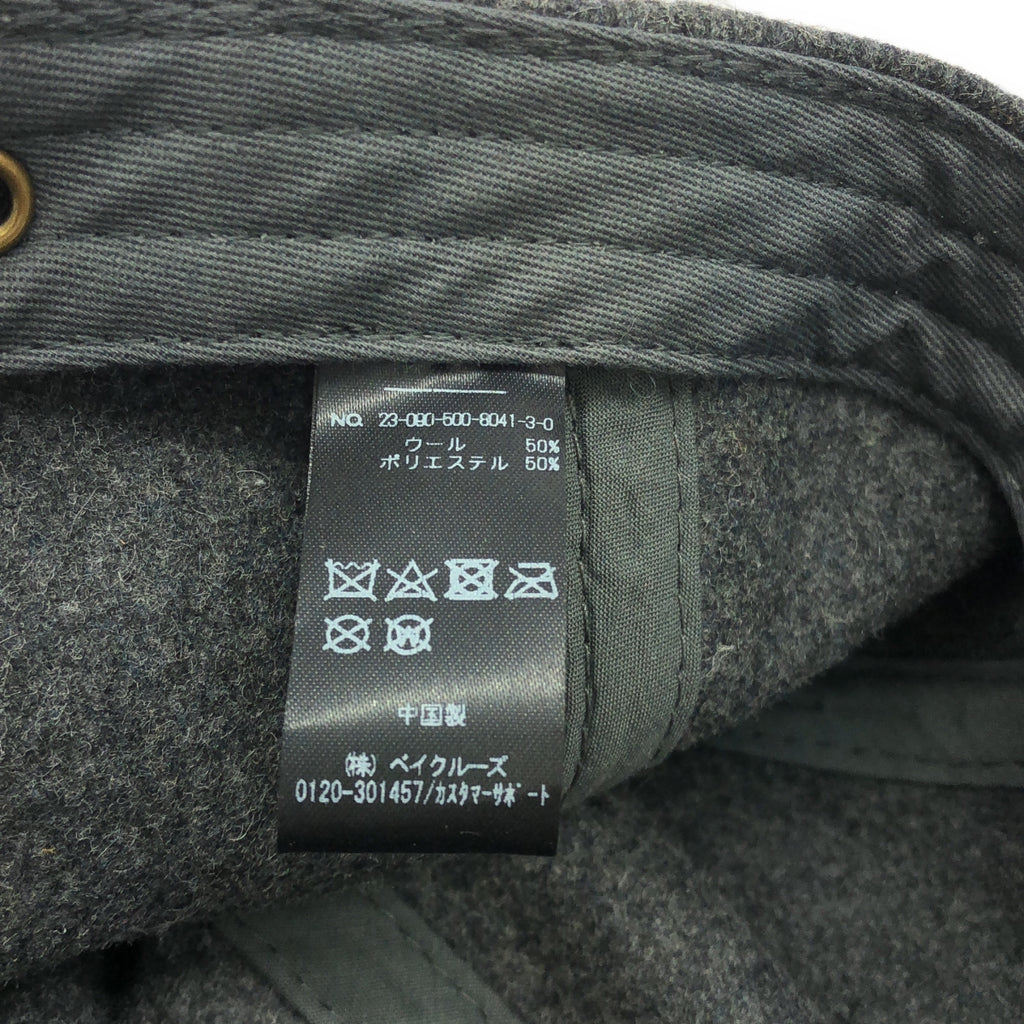 NO. 23-090-500-8041-3-0
ウール 50%
ポリエステル 50%
W
中国製
(株) ベイクルーズ
0120-301457/カスタマーサポート